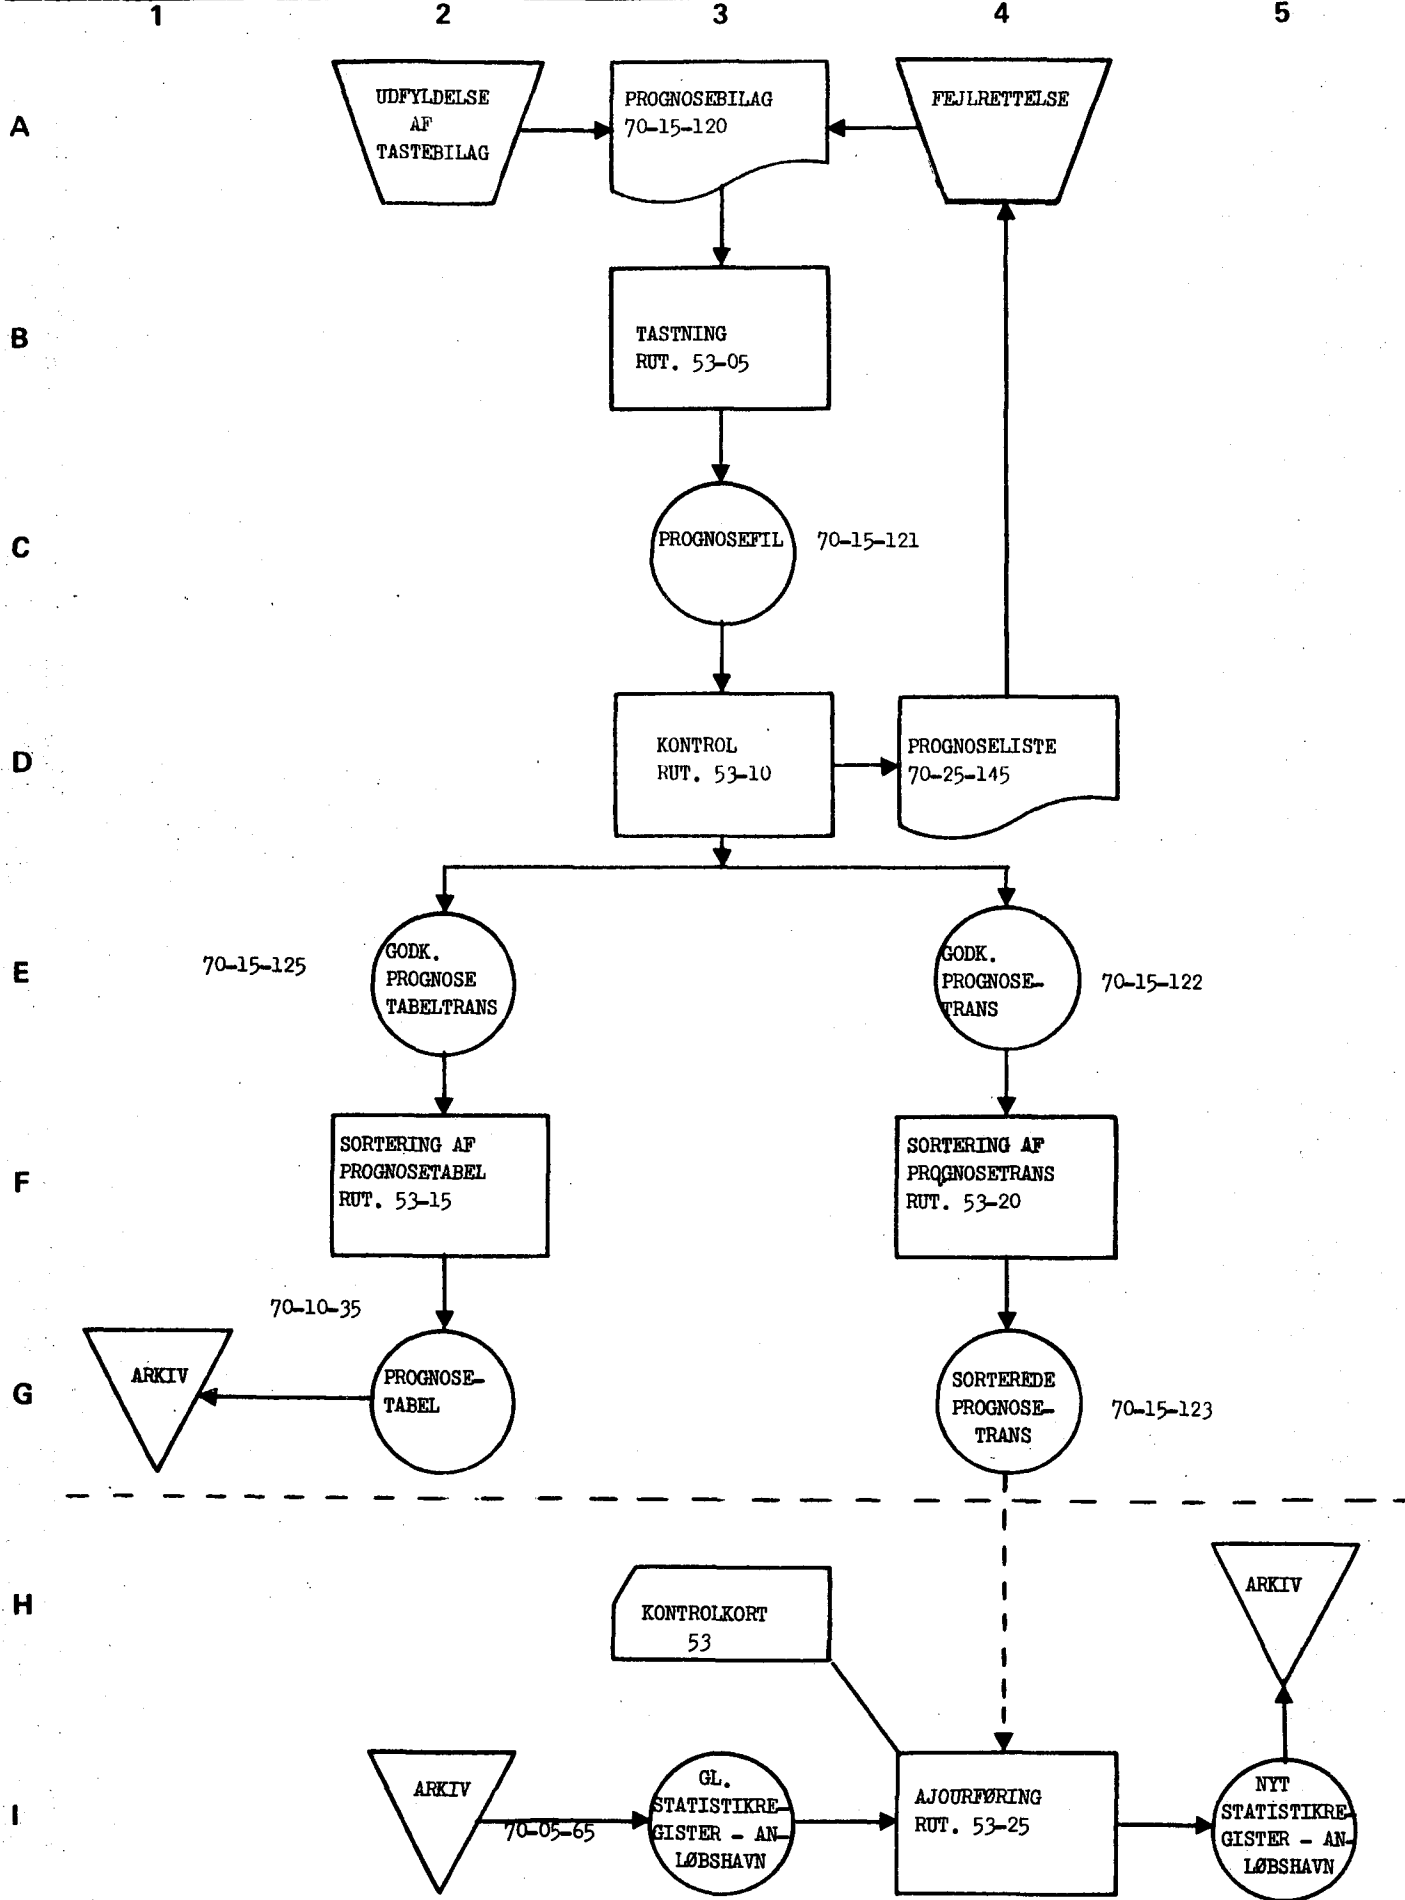 1 2 3 4 5
A
UDFYLDELSE
AF
TASTEBILAG
PROGNOSEBILAG
70-15-120
FEJLRETTELSE
B
TASTNING
RUT. 53-05
C
PROGNOSEFIL
70-15-121
D
KONTROL
RUT. 53-10
PROGNOSELISTE
70-25-145
E
70-15-125
GODK.
PROGNOSE
TABELTRANS
GODK.
PROGNOSE-
TRANS
70-15-122
F
SORTERING AF
PROGNOSETABEL
RUT. 53-15
SORTERING AF
PROGNOSETRANS
RUT. 53-20
70-10-35
G
ARKIV
PROGNOSE-
TABEL
SORTEREDE
PROGNOSE-
TRANS
70-15-123
H
KONTROLKORT
53
ARKIV
I
ARKIV
70-05-65
GL.
STATISTIKRE-
GISTER - AN-
LØBSHAVN
AJOURFØRING
RUT. 53-25
NYT
STATISTIKRE-
GISTER - AN-
LØBSHAVN